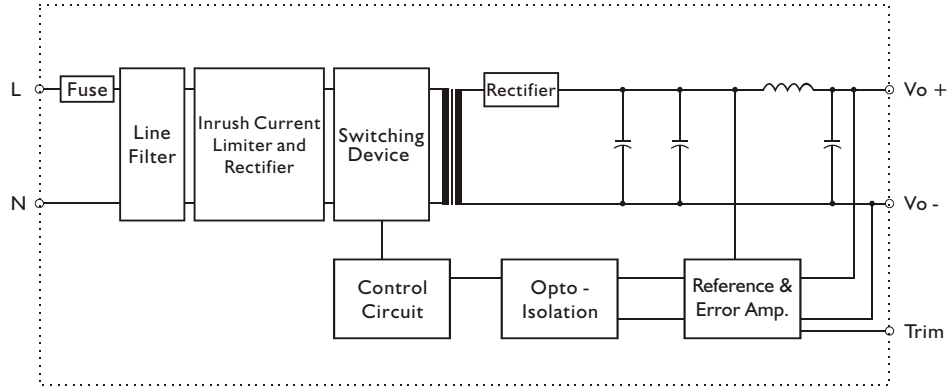 L
Fuse
Line
Filter
Inrush Current
Limiter and
Rectifier
Switching
Device
Rectifier
Vo +
N
Vo -
Control
Circuit
Opto -
Isolation
Reference &
Error Amp.
Trim